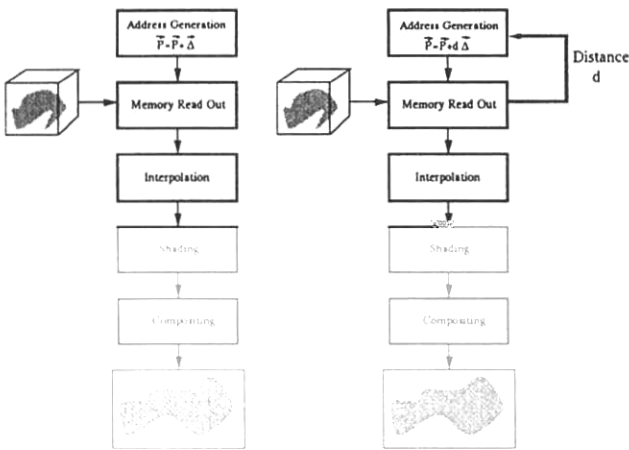 Address Generation
P=P+ Δ
Memory Read Out
Interpolation
Shading
Compositing
Address Generation
P=P+d Δ
Distance
d
Memory Read Out
Interpolation
Shading
Compositing